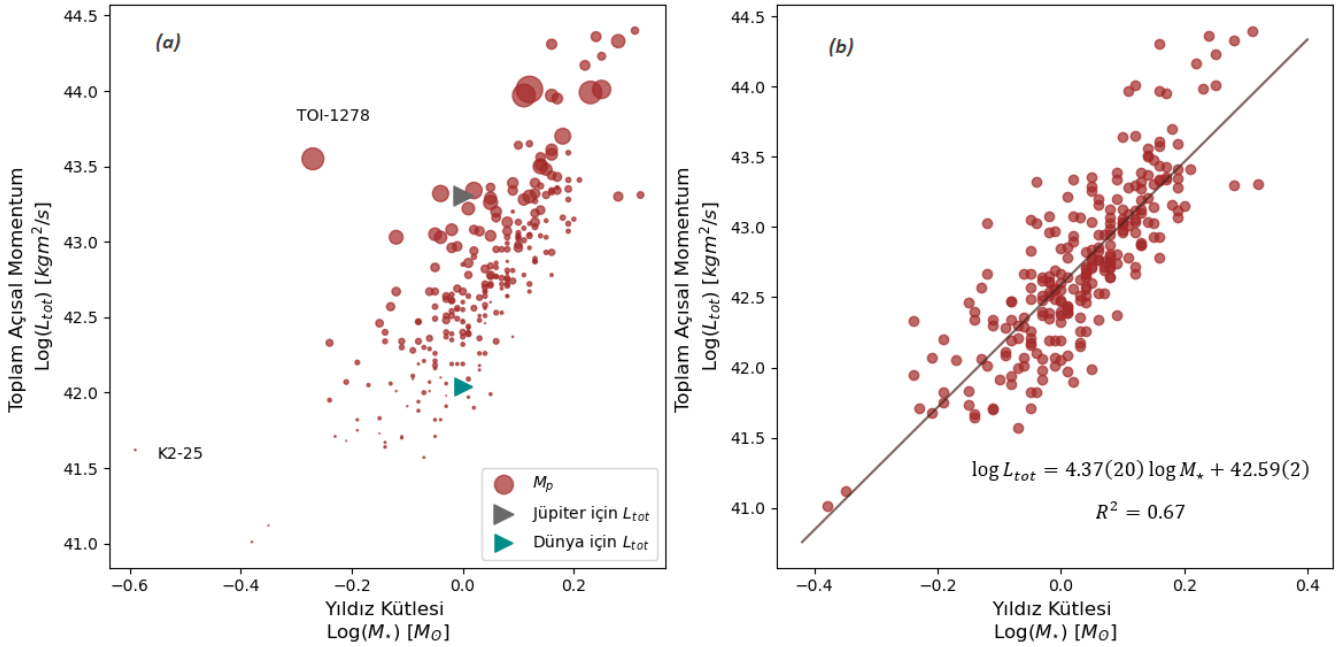 (a)
44.5
44.0
43.5
43.0
42.5
42.0
41.5
41.0
Toplam Açısal Momentum
Log(L_tot) [kgm²/s]
TOI-1278
K2-25
M_p
Jüpiter için L_tot
Dünya için L_tot
−0.6
−0.4
−0.2
0.0
0.2
Yıldız Kütlesi
Log(M⋆) [M_⊙]
(b)
44.5
44.0
43.5
43.0
42.5
42.0
41.5
41.0
Toplam Açısal Momentum
Log(L_tot) [kgm²/s]
log L_tot = 4.37(20) log M⋆ + 42.59(2)
R² = 0.67
−0.4
−0.2
0.0
0.2
0.4
Yıldız Kütlesi
Log(M⋆) [M_⊙]